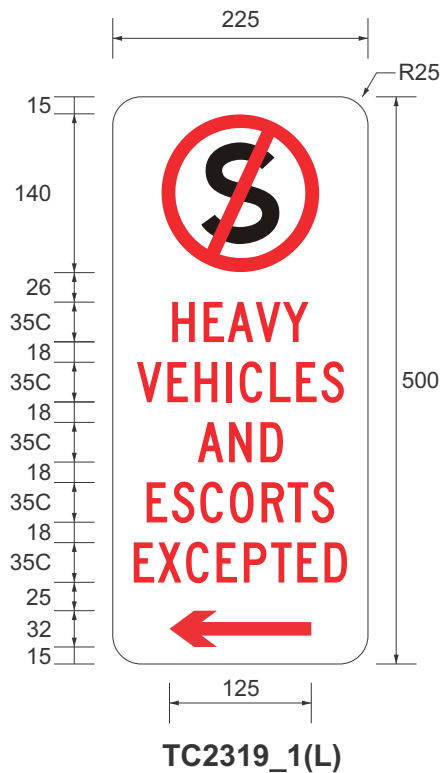 225
R25
15
140
26
35C
18
35C
18
35C
18
35C
18
35C
25
32
15
500
S
HEAVY
VEHICLES
AND
ESCORTS
EXCEPTED
125
TC2319_1(L)